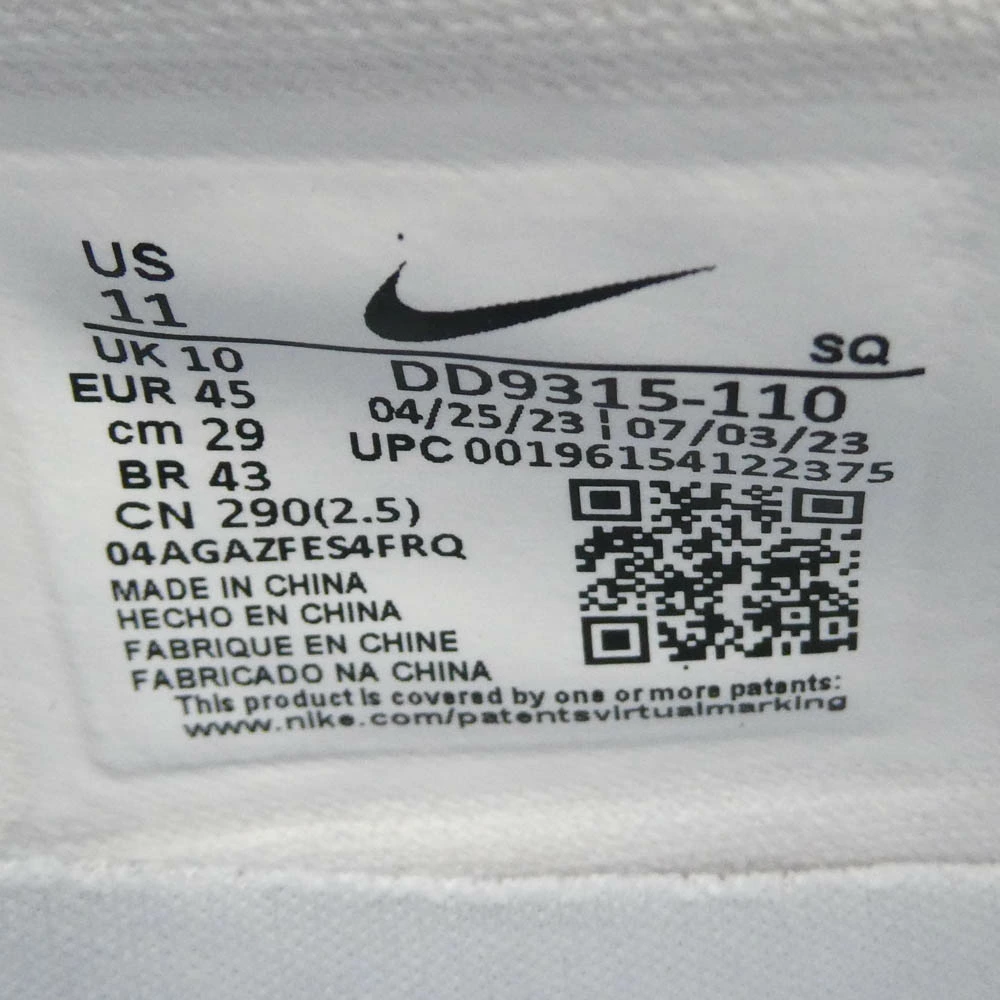 US
11
SQ
UK 10
EUR 45
cm 29
BR 43
CN 290(2.5)
DD9315-110
04/25/23 | 07/03/23
UPC 00196154122375
04AGAZFES4FRQ
MADE IN CHINA
HECHO EN CHINA
FABRIQUE EN CHINE
FABRICADO NA CHINA
This product is covered by one or more patents:
www.nike.com/patentsvirtualmarking